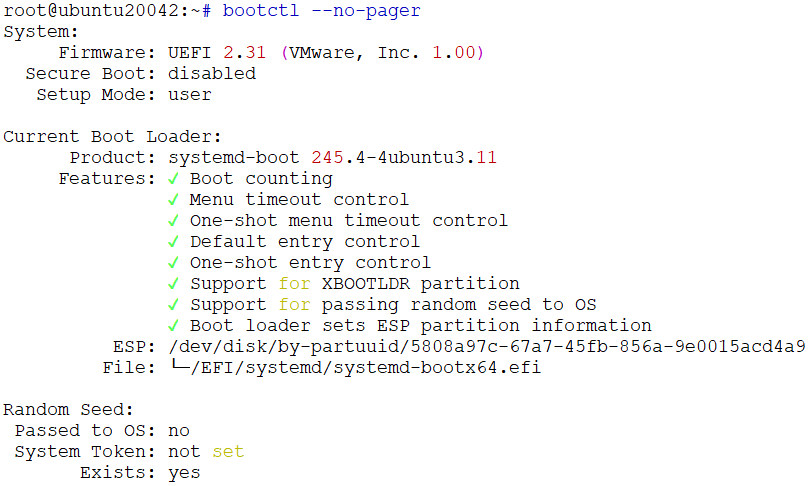 root@ubuntu20042:~# bootctl --no-pager
System:
     Firmware: UEFI 2.31 (VMware, Inc. 1.00)
  Secure Boot: disabled
   Setup Mode: user

Current Boot Loader:
      Product: systemd-boot 245.4-4ubuntu3.11
     Features: ✓ Boot counting
               ✓ Menu timeout control
               ✓ One-shot menu timeout control
               ✓ Default entry control
               ✓ One-shot entry control
               ✓ Support for XBOOTLDR partition
               ✓ Support for passing random seed to OS
               ✓ Boot loader sets ESP partition information
          ESP: /dev/disk/by-partuuid/5808a97c-67a7-45fb-856a-9e0015acd4a9
         File: └─/EFI/systemd/systemd-bootx64.efi

Random Seed:
 Passed to OS: no
 System Token: not set
       Exists: yes